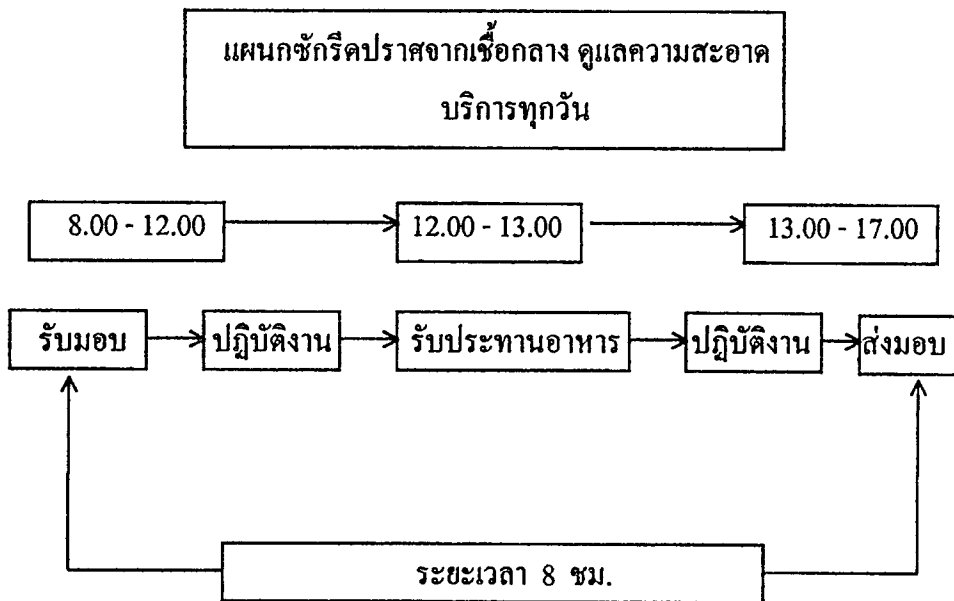 แผนกซักรีดปราศจากเชื้อกลาง ดูแลความสะอาด
บริการทุกวัน
8.00 - 12.00 12.00 - 13.00 13.00 - 17.00
รับมอบ ปฏิบัติงาน รับประทานอาหาร ปฏิบัติงาน ส่งมอบ
ระยะเวลา 8 ชม.